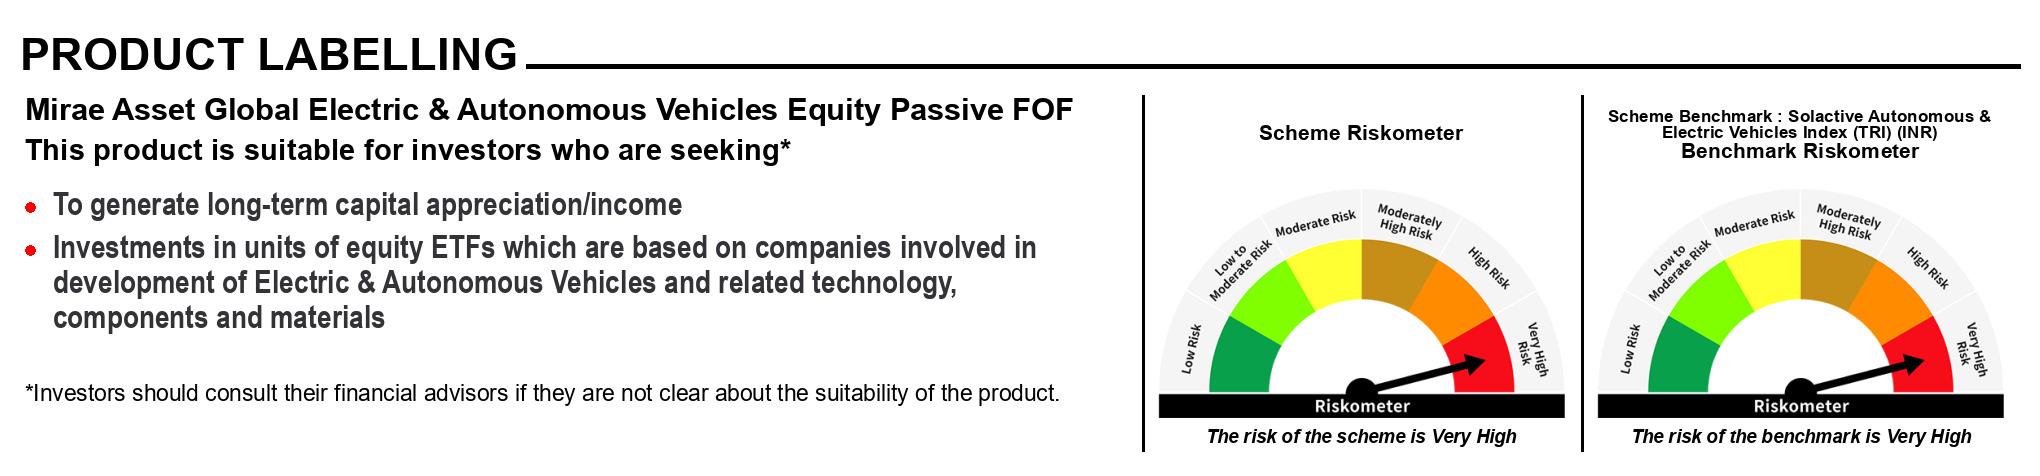 PRODUCT LABELLING
Mirae Asset Global Electric & Autonomous Vehicles Equity Passive FOF
This product is suitable for investors who are seeking*
• To generate long-term capital appreciation/income
• Investments in units of equity ETFs which are based on companies involved in
development of Electric & Autonomous Vehicles and related technology,
components and materials
*Investors should consult their financial advisors if they are not clear about the suitability of the product.
Scheme Riskometer
Low Risk
Low to
Moderate Risk
Moderate Risk
Moderately
High Risk
High Risk
Very High
Risk
Riskometer
The risk of the scheme is Very High
Scheme Benchmark : Solactive Autonomous &
Electric Vehicles Index (TRI) (INR)
Benchmark Riskometer
Low Risk
Low to
Moderate Risk
Moderate Risk
Moderately
High Risk
High Risk
Very High
Risk
Riskometer
The risk of the benchmark is Very High